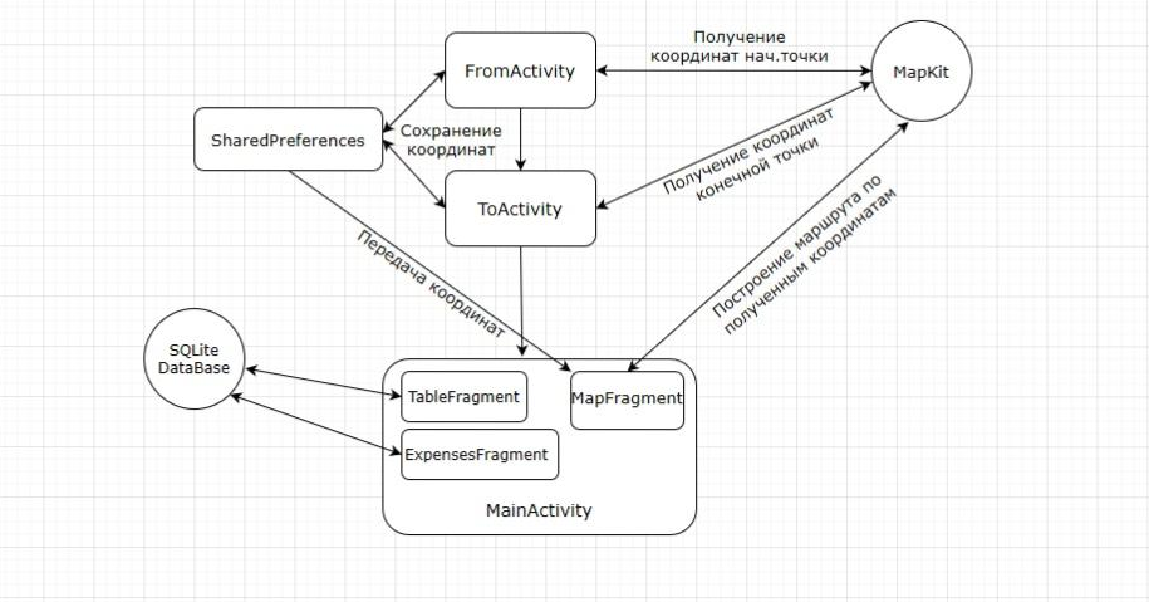 Получение
координат нач.точки
FromActivity
MapKit
SharedPreferences
Сохранение
координат
Получение координат
конечной точки
ToActivity
Передача координат
Построение маршрута по
полученным координатам
SQLite
DataBase
TableFragment
MapFragment
ExpensesFragment
MainActivity